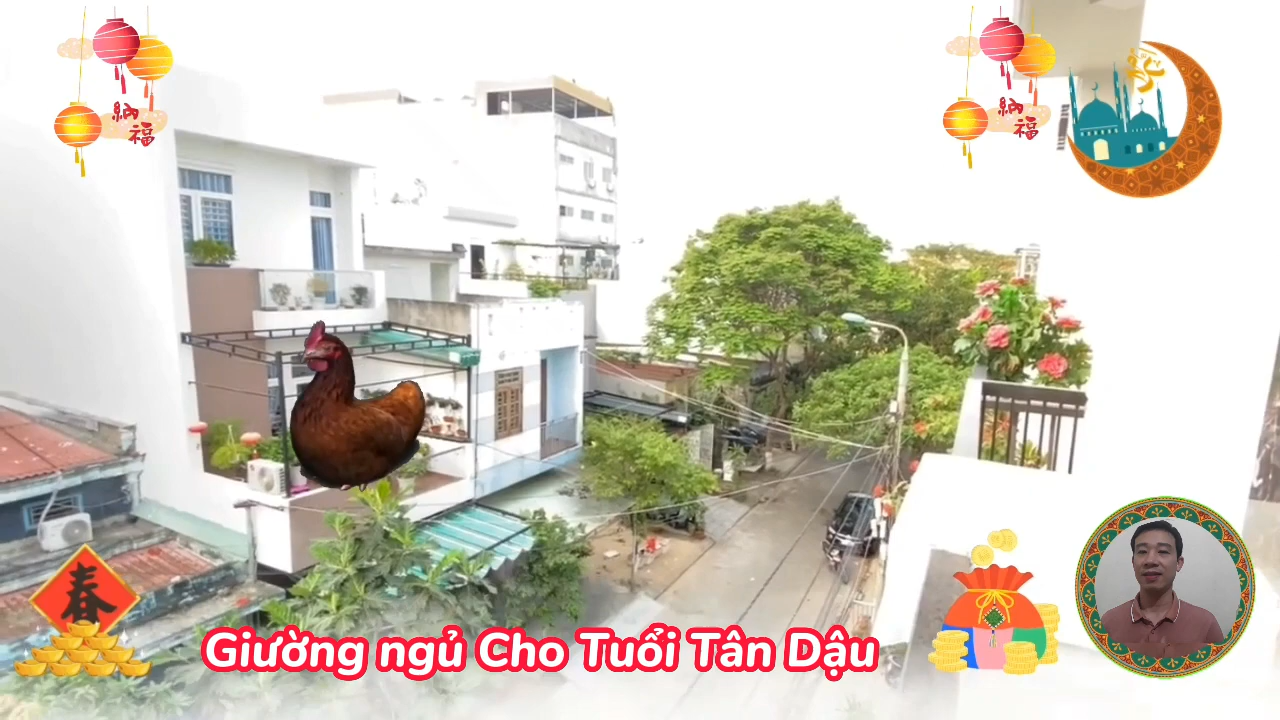 納福
納福
春
Giường ngủ Cho Tuổi Tân Dậu